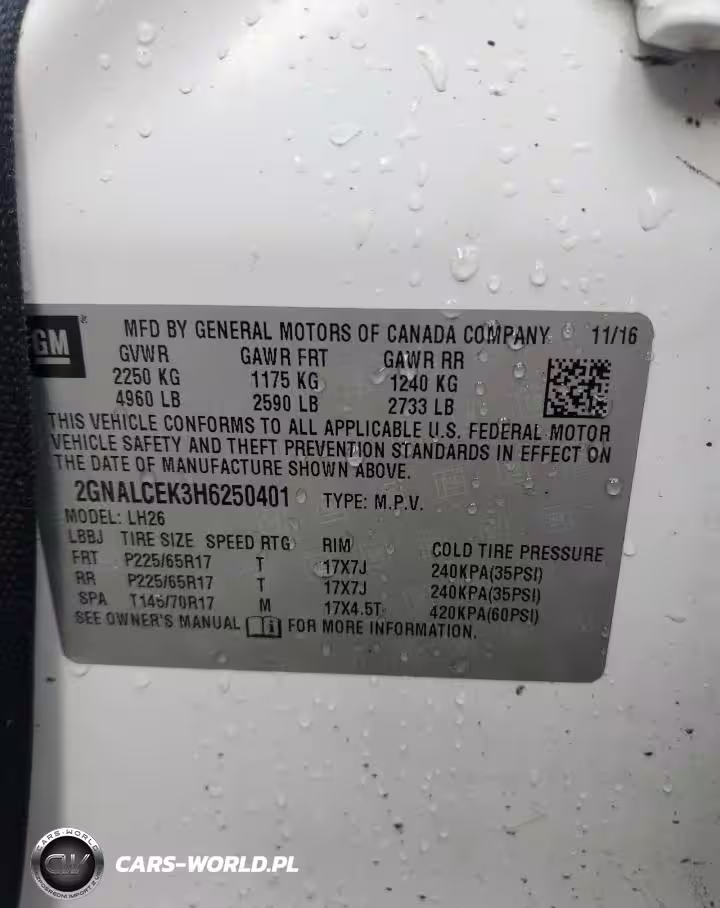 GM
MFD BY GENERAL MOTORS OF CANADA COMPANY 11/16
GVWR GAWR FRT GAWR RR
2250 KG 1175 KG 1240 KG
4960 LB 2590 LB 2733 LB
THIS VEHICLE CONFORMS TO ALL APPLICABLE U.S. FEDERAL MOTOR
VEHICLE SAFETY AND THEFT PREVENTION STANDARDS IN EFFECT ON
THE DATE OF MANUFACTURE SHOWN ABOVE.
2GNALCEK3H6250401 TYPE: M.P.V.
MODEL: LH26
LBBJ TIRE SIZE SPEED RTG RIM COLD TIRE PRESSURE
FRT P225/65R17 T 17X7J 240KPA(35PSI)
RR P225/65R17 T 17X7J 240KPA(35PSI)
SPA T145/70R17 M 17X4.5T 420KPA(60PSI)
SEE OWNER'S MANUAL FOR MORE INFORMATION.
CARS-WORLD
CW
CARS-WORLD.PL